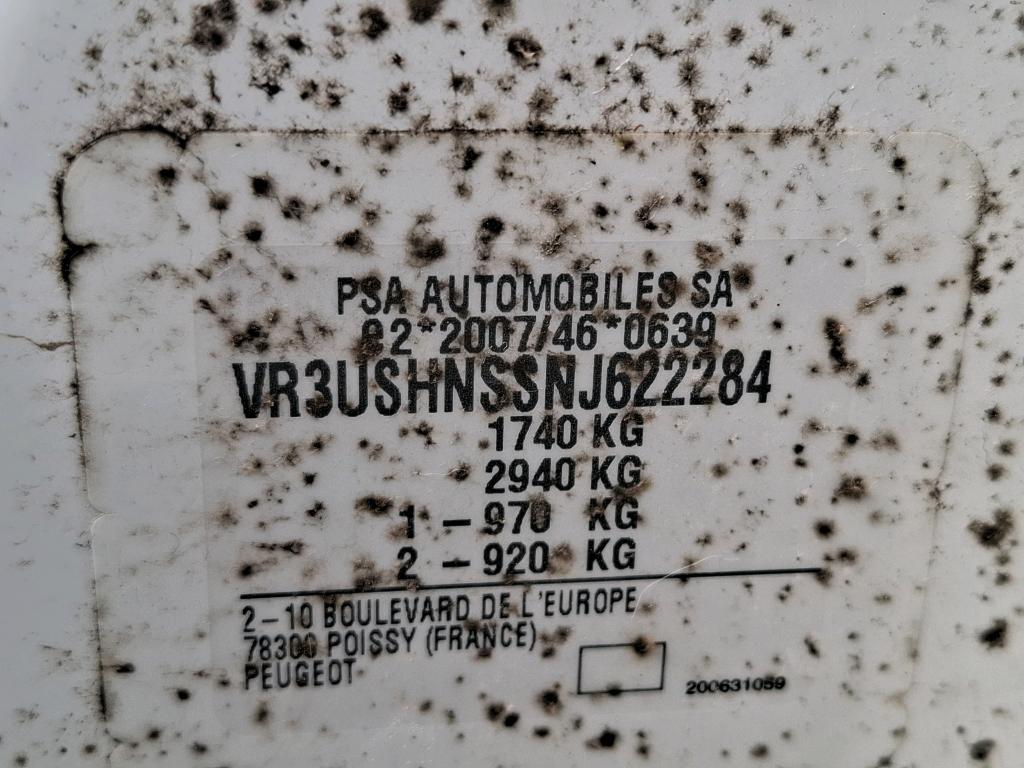 PSA AUTOMOBILES SA
e2*2007/46*0639
VR3USHNSSNJ622284
1740 KG
2940 KG
1 - 970 KG
2 - 920 KG
2-10 BOULEVARD DE L'EUROPE
78300 POISSY (FRANCE)
PEUGEOT
200631059